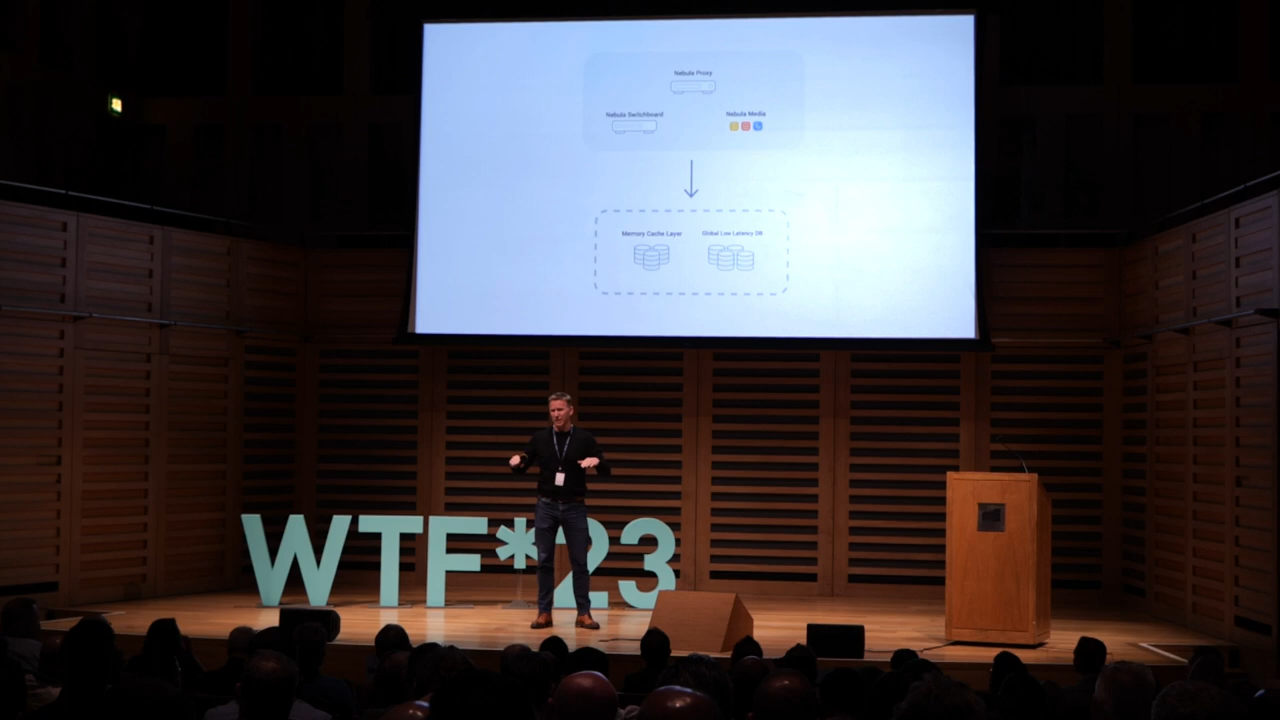 Nebula Proxy
Nebula Switchboard
Nebula Media
Memory Cache Layer
Global Low Latency DB
WTF*23